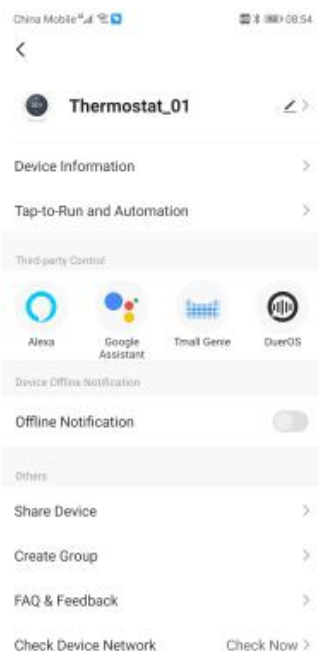 China Mobile 08:54
Thermostat_01
Device Information
Tap-to-Run and Automation
Third-party Control
Alexa
Google Assistant
Tmall Genie
DuerOS
Device Offline Notification
Offline Notification
Others
Share Device
Create Group
FAQ & Feedback
Check Device Network Check Now